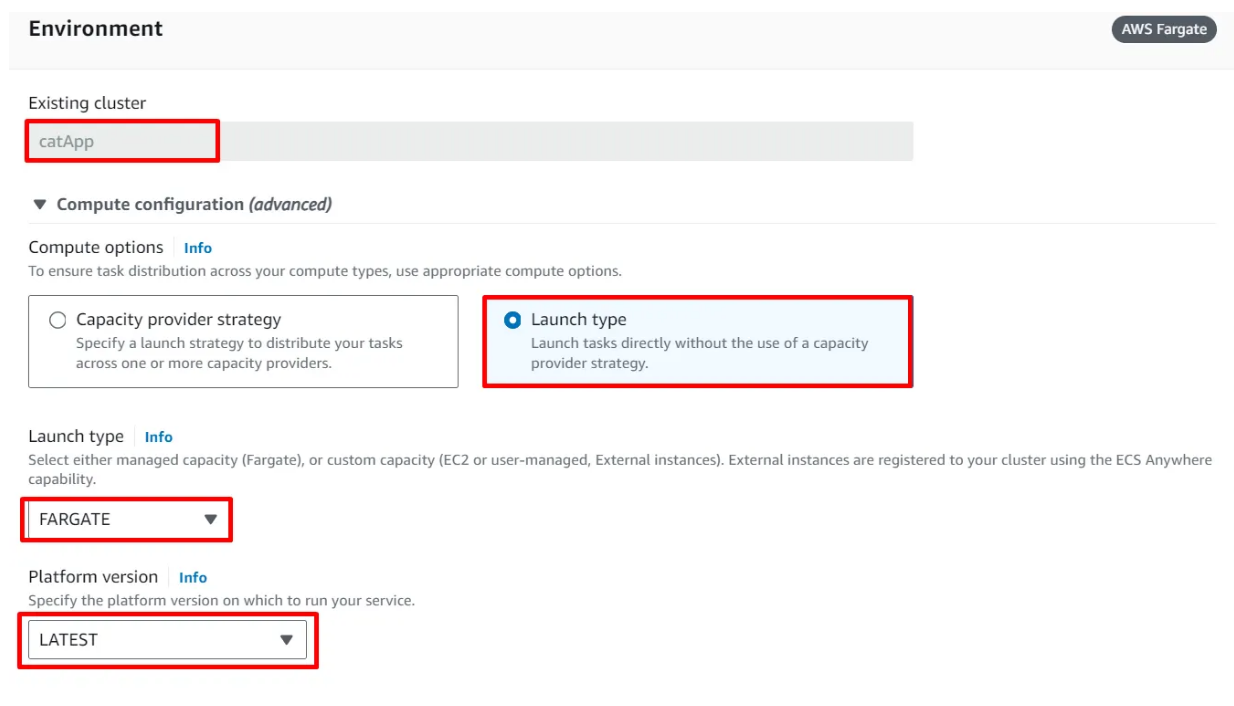 Environment
AWS Fargate
Existing cluster
catApp
Compute configuration (advanced)
Compute options Info
To ensure task distribution across your compute types, use appropriate compute options.
Capacity provider strategy
Specify a launch strategy to distribute your tasks
across one or more capacity providers.
Launch type
Launch tasks directly without the use of a capacity
provider strategy.
Launch type Info
Select either managed capacity (Fargate), or custom capacity (EC2 or user-managed, External instances). External instances are registered to your cluster using the ECS Anywhere
capability.
FARGATE
Platform version Info
Specify the platform version on which to run your service.
LATEST